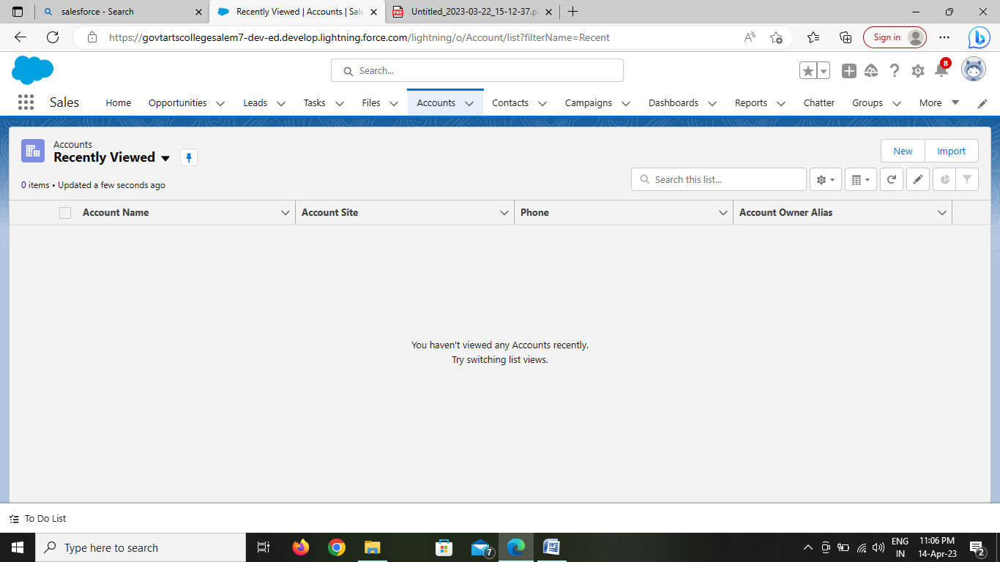 salesforce - Search
Recently Viewed | Accounts | Sale
Untitled_2023-03-22_15-12-37.p
https://govtartscollegesalem7-dev-ed.develop.lightning.force.com/lightning/o/Account/list?filterName=Recent
Sign in
Search...
8
Sales Home Opportunities Leads Tasks Files Accounts Contacts Campaigns Dashboards Reports Chatter Groups More
Accounts
Recently Viewed
New Import
0 items • Updated a few seconds ago
Search this list...
Account Name Account Site Phone Account Owner Alias
You haven't viewed any Accounts recently.
Try switching list views.
To Do List
Type here to search
7
ENG
IN
11:06 PM
14-Apr-23
2